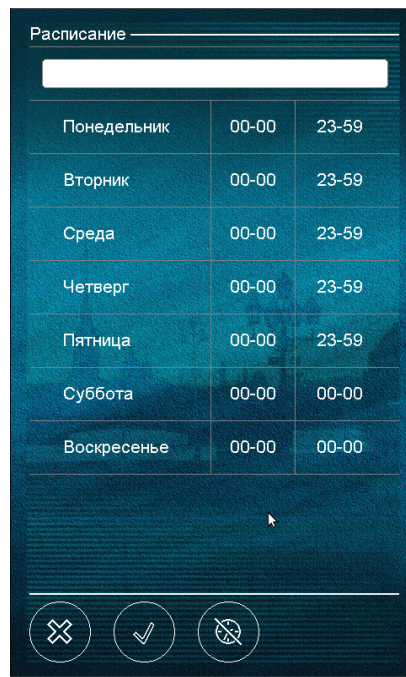 Расписание
Понедельник 00-00 23-59
Вторник 00-00 23-59
Среда 00-00 23-59
Четверг 00-00 23-59
Пятница 00-00 23-59
Суббота 00-00 00-00
Воскресенье 00-00 00-00